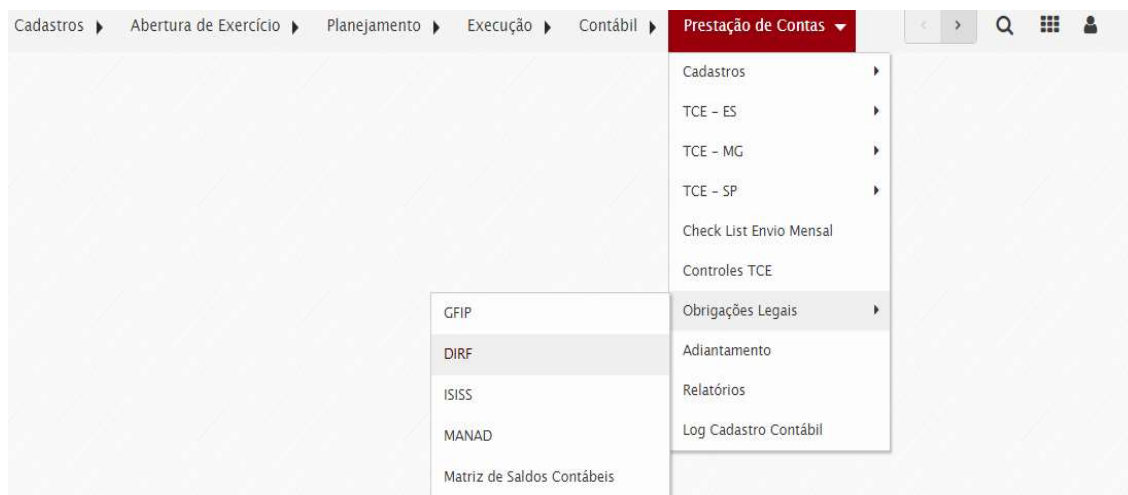 Cadastros Abertura de Exercício Planejamento Execução Contábil Prestação de Contas
Cadastros
TCE - ES
TCE - MG
TCE - SP
Check List Envio Mensal
Controles TCE
Obrigações Legais
Adiantamento
Relatórios
Log Cadastro Contábil
GFIP
DIRF
ISISS
MANAD
Matriz de Saldos Contábeis